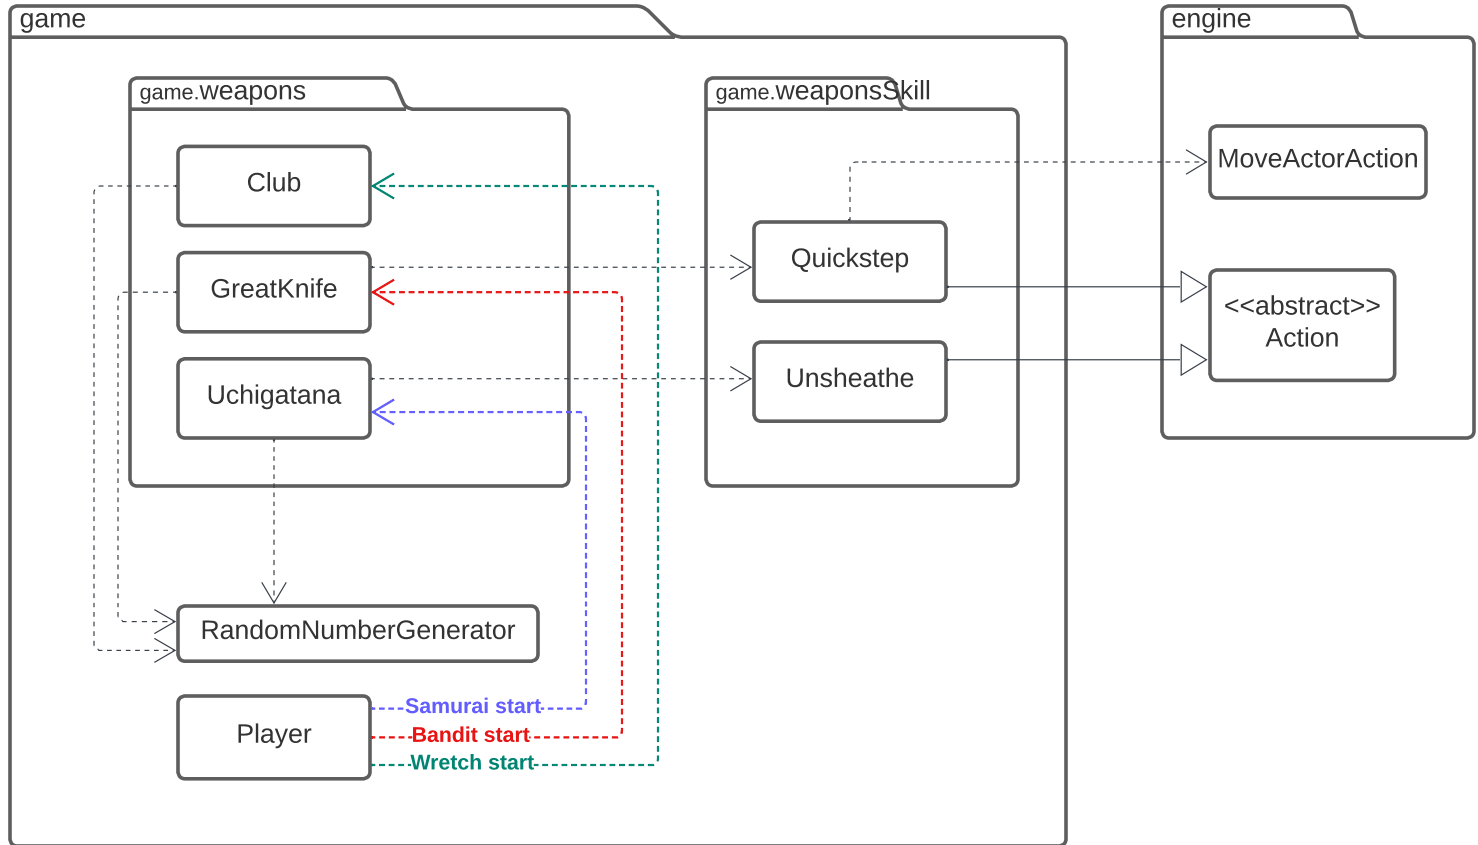 game
engine
game.weapons
game.weaponsSkill
Club
MoveActorAction
GreatKnife
Quickstep
<<abstract>>
Action
Uchigatana
Unsheathe
RandomNumberGenerator
Player
Samurai start
Bandit start
Wretch start